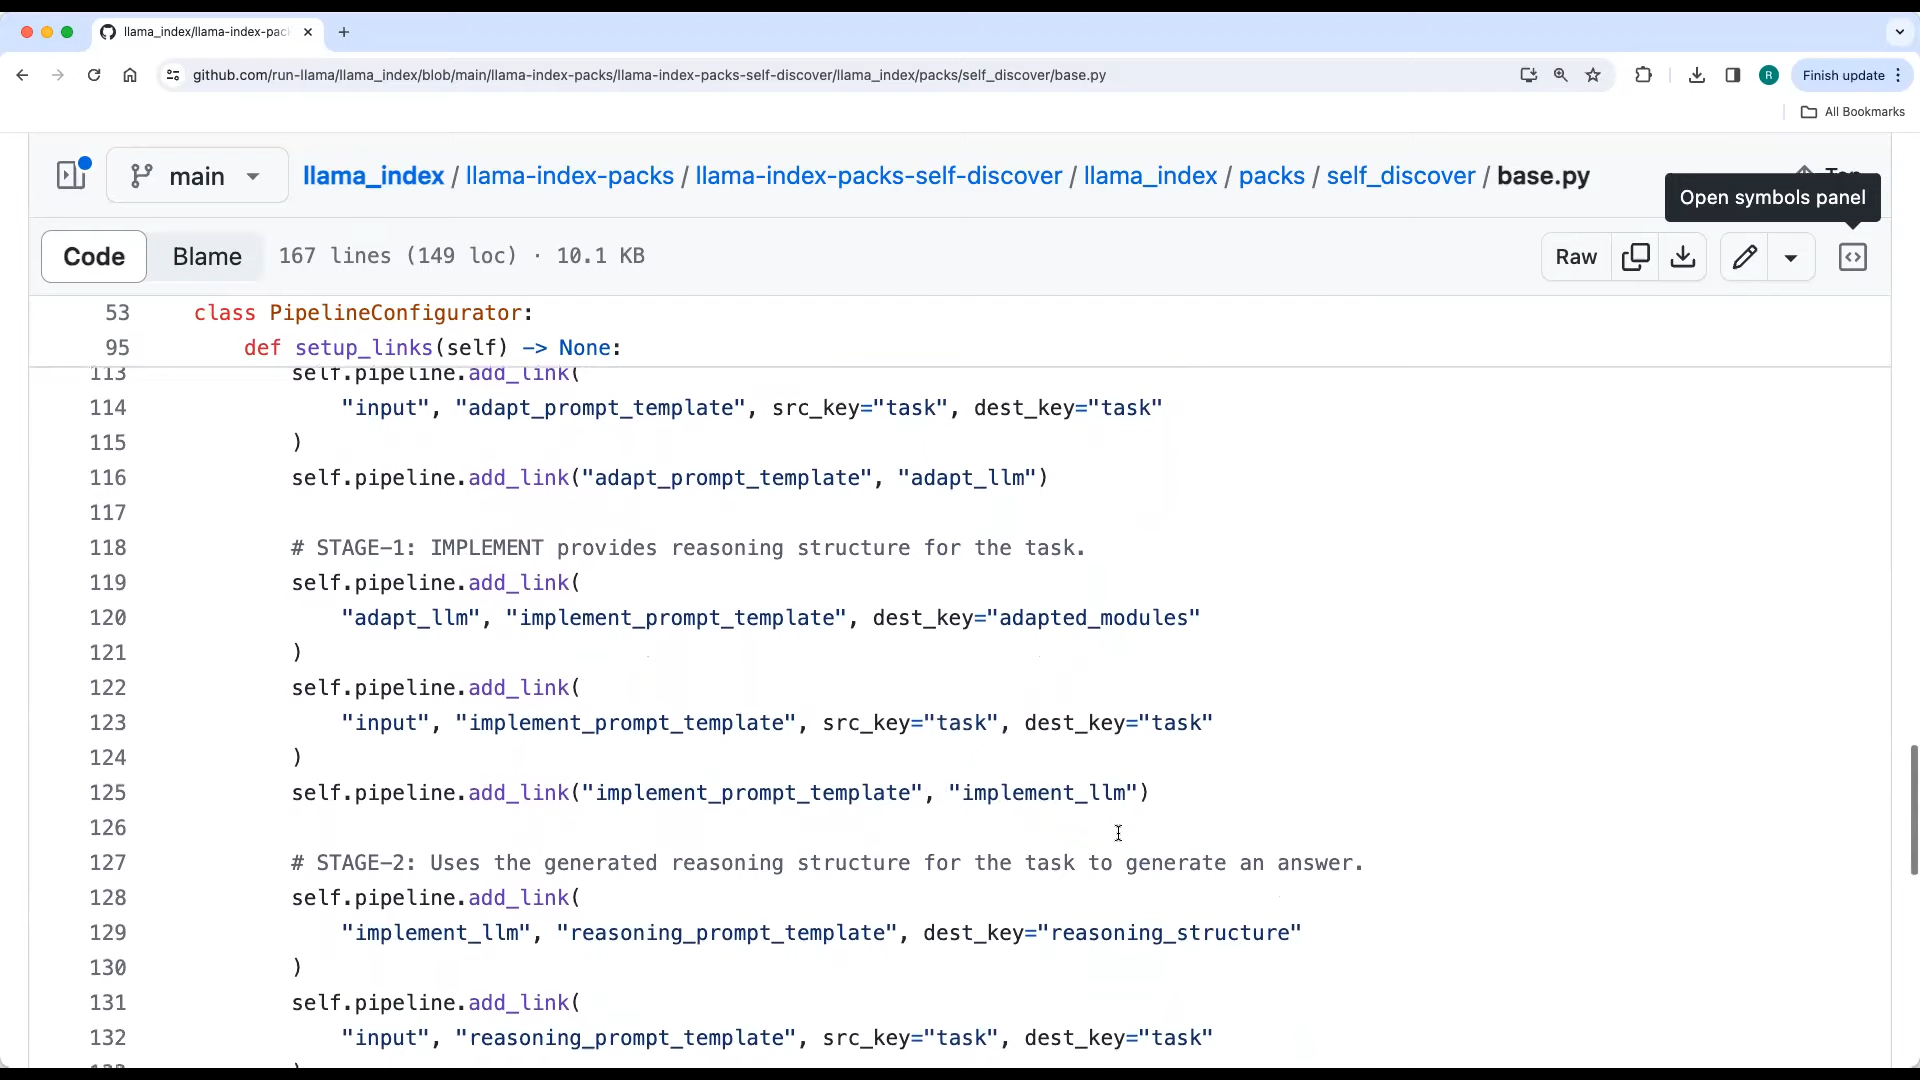 llama_index/llama-index-pac
github.com/run-llama/llama_index/blob/main/llama-index-packs/llama-index-packs-self-discover/llama_index/packs/self_discover/base.py
R
Finish update
All Bookmarks
main
llama_index / llama-index-packs / llama-index-packs-self-discover / llama_index / packs / self_discover / base.py
Top
Open symbols panel
Code
Blame
167 lines (149 loc) · 10.1 KB
Raw
53 class PipelineConfigurator:
95 def setup_links(self) -> None:
113 self.pipeline.add_link(
114 "input", "adapt_prompt_template", src_key="task", dest_key="task"
115 )
116 self.pipeline.add_link("adapt_prompt_template", "adapt_llm")
117
118 # STAGE-1: IMPLEMENT provides reasoning structure for the task.
119 self.pipeline.add_link(
120 "adapt_llm", "implement_prompt_template", dest_key="adapted_modules"
121 )
122 self.pipeline.add_link(
123 "input", "implement_prompt_template", src_key="task", dest_key="task"
124 )
125 self.pipeline.add_link("implement_prompt_template", "implement_llm")
126
127 # STAGE-2: Uses the generated reasoning structure for the task to generate an answer.
128 self.pipeline.add_link(
129 "implement_llm", "reasoning_prompt_template", dest_key="reasoning_structure"
130 )
131 self.pipeline.add_link(
132 "input", "reasoning_prompt_template", src_key="task", dest_key="task"